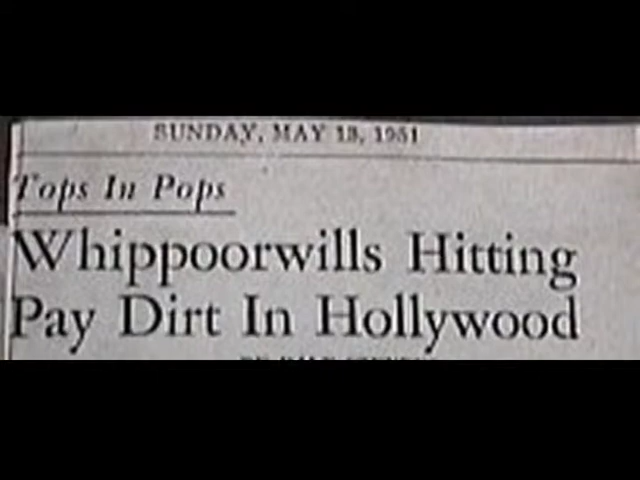 SUNDAY, MAY 13, 1951
Tops In Pops
Whippoorwills Hitting
Pay Dirt In Hollywood